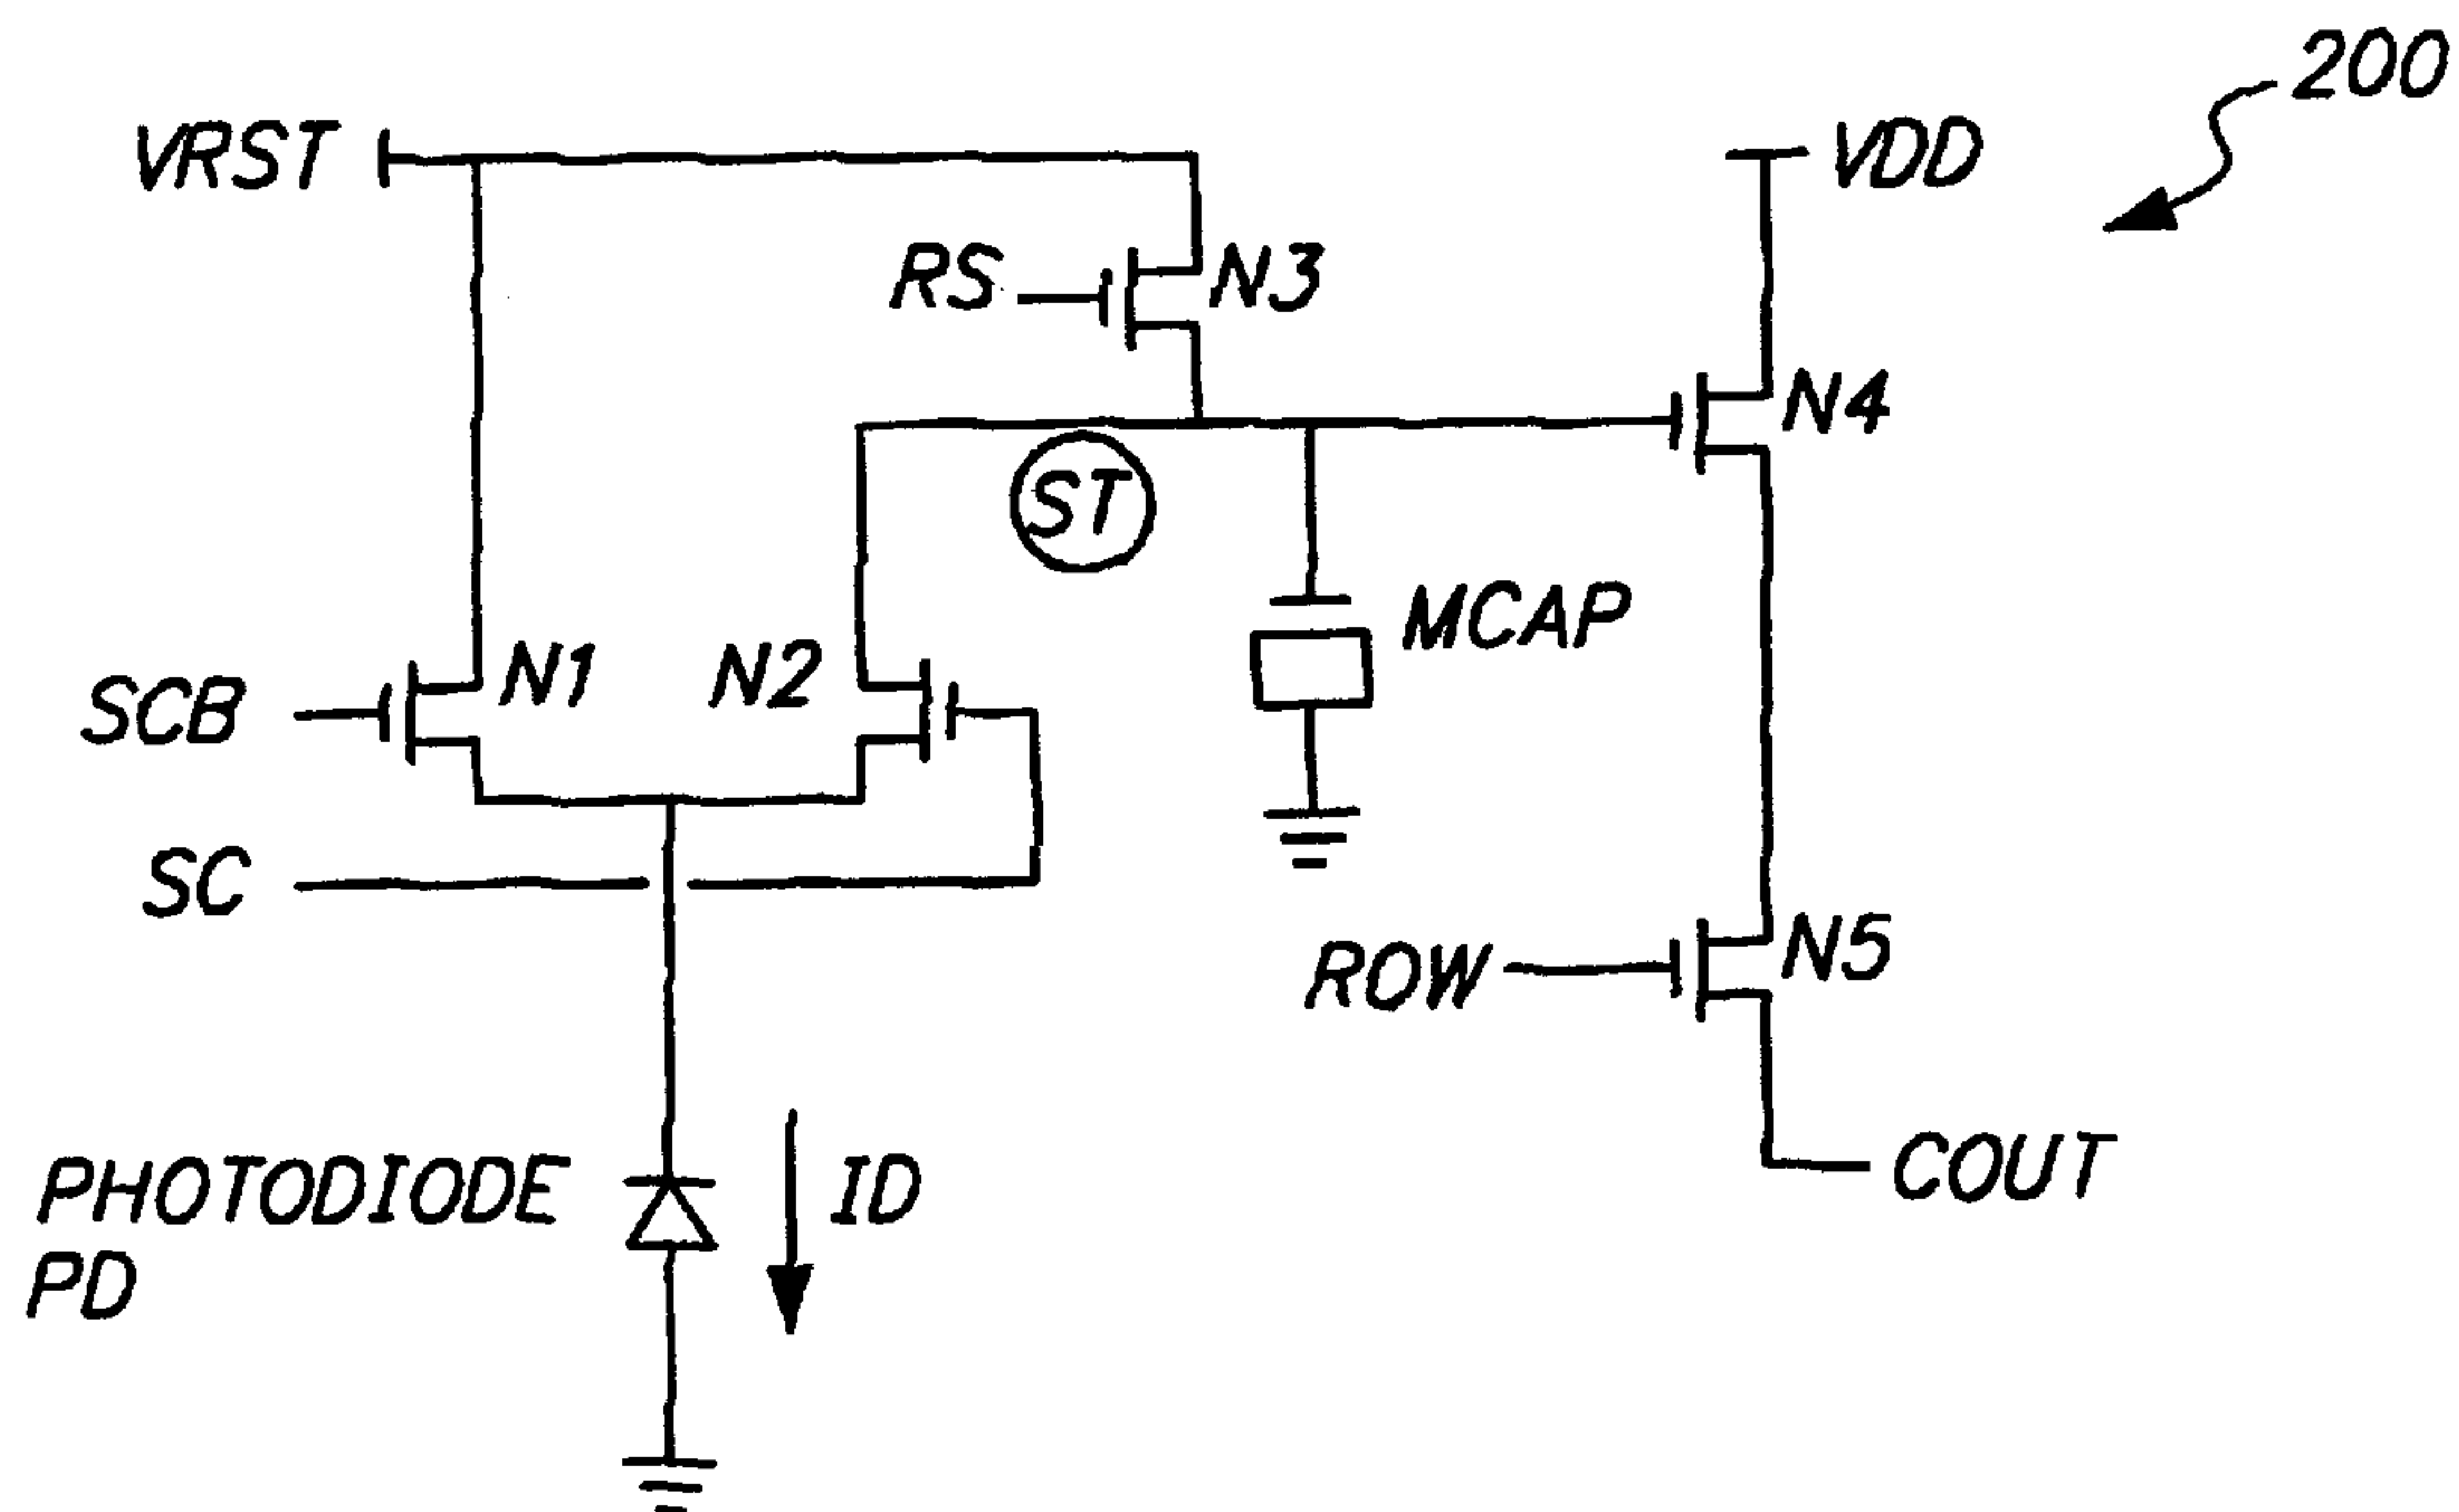 200
VRST
VDD
RS
N3
N4
ST
MCAP
N1
N2
SCB
SC
ROW
N5
PHOTODIODE
PD
ID
COUT